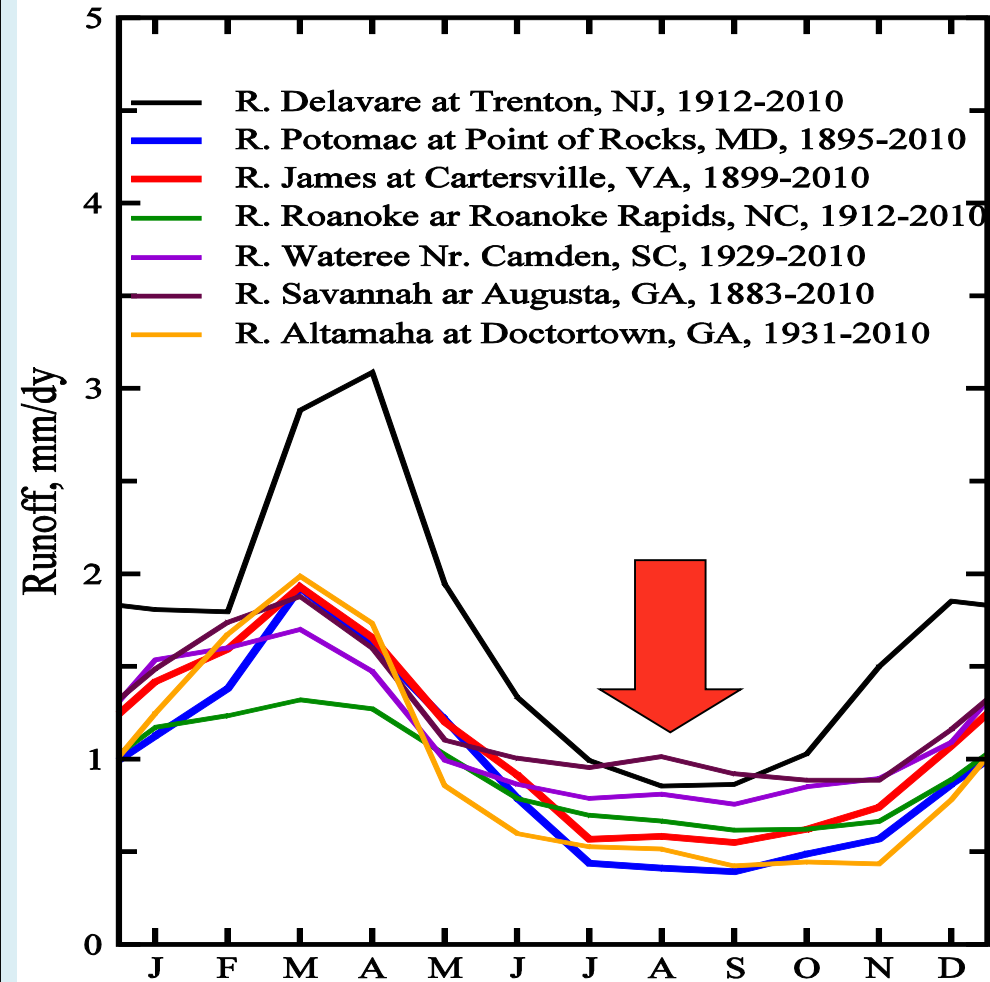 5
R. Delavare at Trenton, NJ, 1912-2010
R. Potomac at Point of Rocks, MD, 1895-2010
R. James at Cartersville, VA, 1899-2010
4
R. Roanoke ar Roanoke Rapids, NC, 1912-2010
R. Wateree Nr. Camden, SC, 1929-2010
R. Savannah ar Augusta, GA, 1883-2010
R. Altamaha at Doctortown, GA, 1931-2010
3
Runoff, mm/dy
2
1
0
J F M A M J J A S O N D